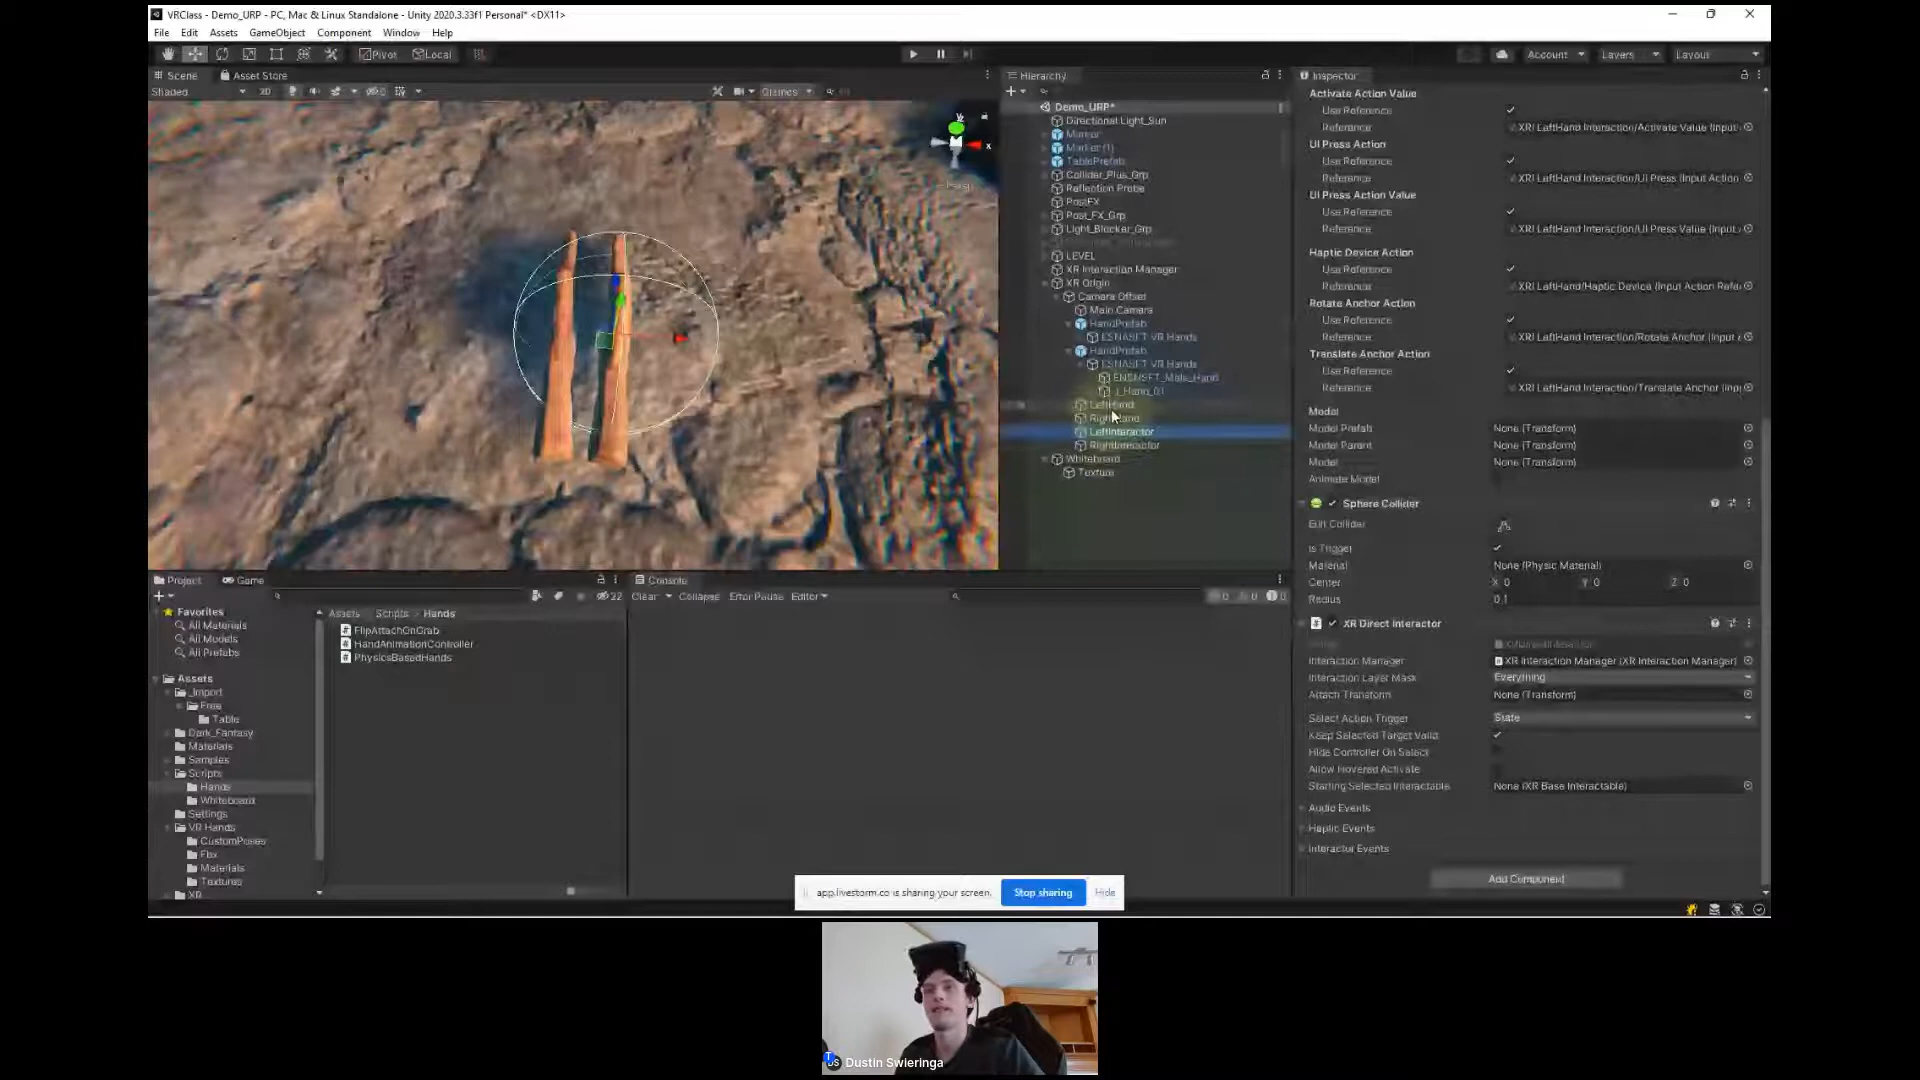 VRClass - Demo_URP - PC, Mac & Linux Standalone - Unity 2020.3.33f1 Personal* <DX11>
File Edit Assets GameObject Component Window Help
Pivot Local Account Layers Layout
Scene Asset Store
Shaded 2D Gizmos
Hierarchy
Demo_URP*
Directional Light_Sun
Marker
Marker (1)
TablePrefab
Collider_Plus_Grp
Reflection Probe
PostFX
Post_FX_Grp
Light_Blocker_Grp
LEVEL
XR Interaction Manager
XR Origin
Camera Offset
Main Camera
HandPrefab
ESNASFT VR Hands
HandPrefab
ESNASFT VR Hands
ENSNSFT_Male_Hand
LeftHand
RightHand
LeftInteractor
RightInteractor
Whiteboard
Texture
Inspector
Activate Action Value
Use Reference
Reference XRI LeftHand Interaction/Activate Value (Input
UI Press Action
Use Reference
Reference XRI LeftHand Interaction/UI Press (Input Action
UI Press Action Value
Use Reference
Reference XRI LeftHand Interaction/UI Press Value (Input
Haptic Device Action
Use Reference
Reference XRI LeftHand/Haptic Device (Input Action Refe
Rotate Anchor Action
Use Reference
Reference XRI LeftHand Interaction/Rotate Anchor (Input
Translate Anchor Action
Use Reference
Reference XRI LeftHand Interaction/Translate Anchor (Inp
Model
Model Prefab None (Transform)
Model Parent None (Transform)
Model None (Transform)
Animate Model
Sphere Collider
Edit Collider
Is Trigger
Material None (Physic Material)
Center X 0 Y 0 Z 0
Radius 0.1
XR Direct Interactor
Interaction Manager XR Interaction Manager (XR Interaction Manager)
Interaction Layer Mask Everything
Attach Transform None (Transform)
Select Action Trigger State
Keep Selected Target Valid
Hide Controller On Select
Allow Hovered Activate
Starting Selected Interactable None (XR Base Interactable)
Audio Events
Haptic Events
Interactor Events
Add Component
Project Game
22
Favorites
All Materials
All Models
All Prefabs
Assets
_Import
Free
Table
Dark_Fantasy
Materials
Samples
Scripts
Hands
Whiteboard
Settings
VR Hands
CustomPoses
Fbx
Materials
Textures
XR
Assets Scripts Hands
FlipAttachOnGrab
HandAnimationController
PhysicsBasedHands
Console
Clear Collapse Error Pause Editor 0 0 0
app.livestorm.co is sharing your screen. Stop sharing Hide
Dustin Swieringa